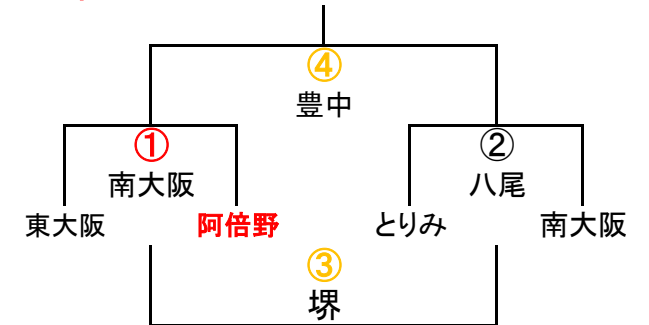 ④
豊中
① ②
南大阪 八尾
東大阪 阿倍野 とりみ 南大阪
③
堺